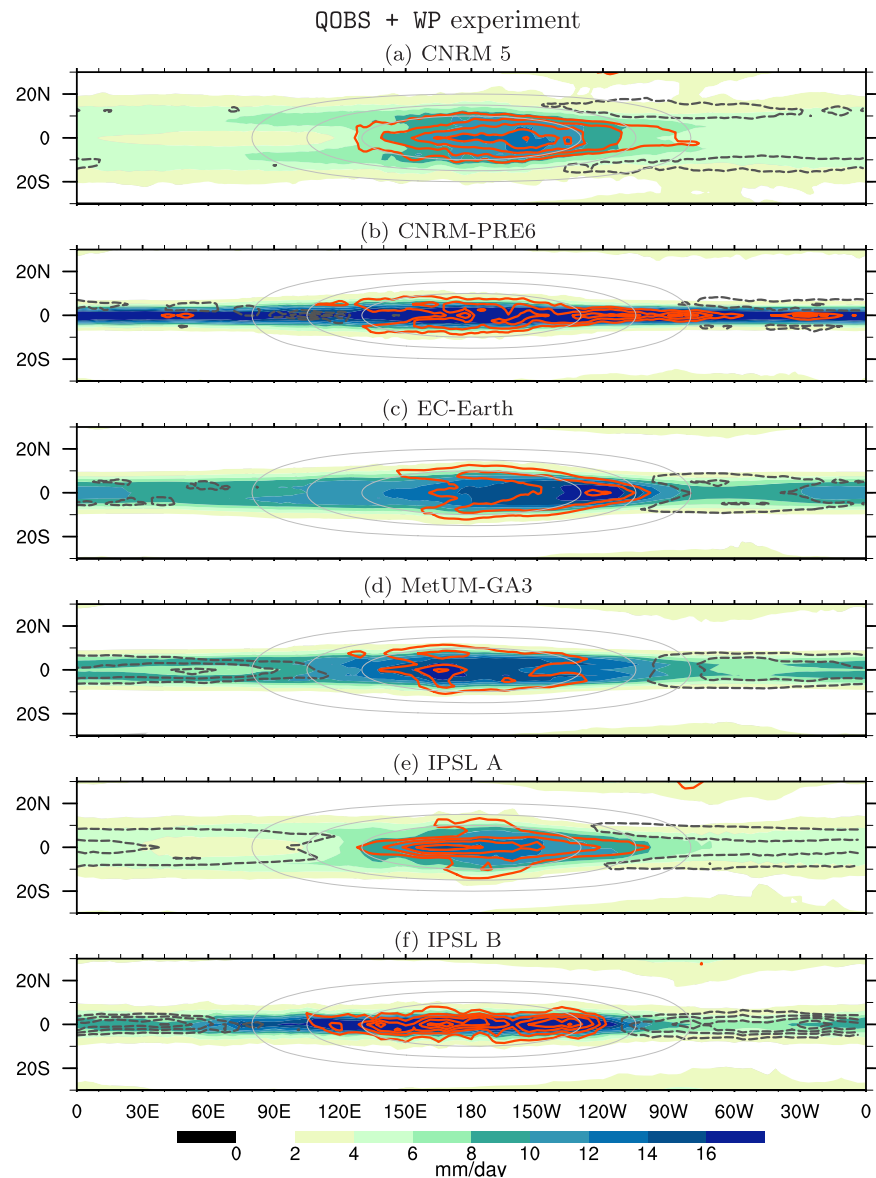 QOBS + WP experiment
(a) CNRM 5
20N
0
20S
(b) CNRM-PRE6
20N
0
20S
(c) EC-Earth
20N
0
20S
(d) MetUM-GA3
20N
0
20S
(e) IPSL A
20N
0
20S
(f) IPSL B
20N
0
20S
0 30E 60E 90E 120E 150E 180 150W 120W 90W 60W 30W 0
0 2 4 6 8 10 12 14 16
mm/day